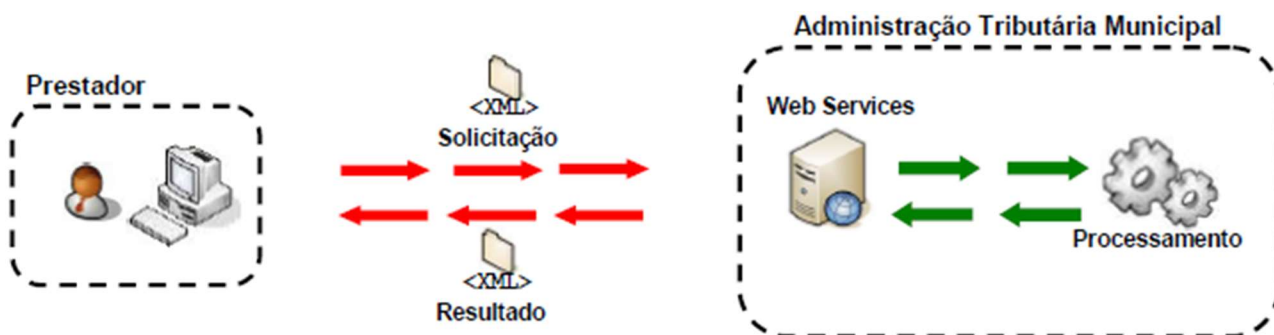 Administração Tributária Municipal
Prestador
<XML>
Solicitação
Web Services
Processamento
<XML>
Resultado